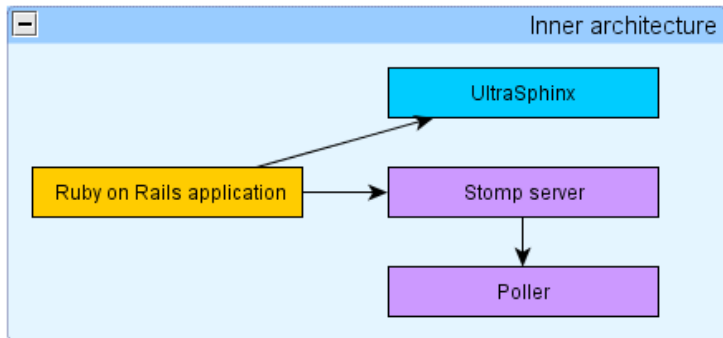 Inner architecture
UltraSphinx
Ruby on Rails application
Stomp server
Poller